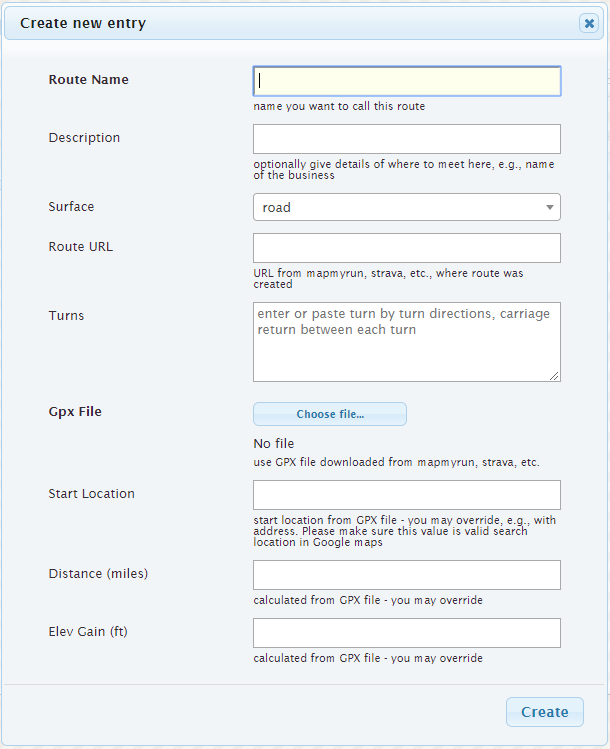 Create new entry
Route Name
name you want to call this route
Description
optionally give details of where to meet here, e.g., name
of the business
Surface
road
Route URL
URL from mapmyrun, strava, etc., where route was
created
Turns
enter or paste turn by turn directions, carriage
return between each turn
Gpx File
Choose file...
No file
use GPX file downloaded from mapmyrun, strava, etc.
Start Location
start location from GPX file - you may override, e.g., with
address. Please make sure this value is valid search
location in Google maps
Distance (miles)
calculated from GPX file - you may override
Elev Gain (ft)
calculated from GPX file - you may override
Create